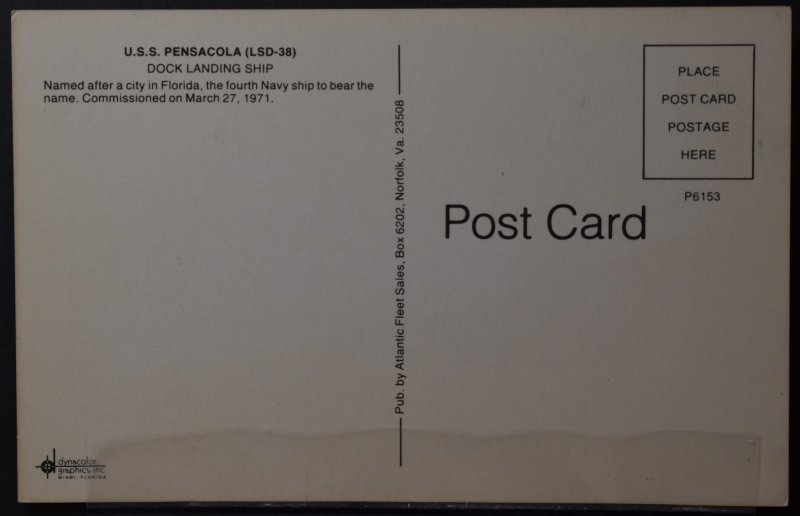 U.S.S. PENSACOLA (LSD-38)
DOCK LANDING SHIP
Named after a city in Florida, the fourth Navy ship to bear the
name. Commissioned on March 27, 1971.
Pub. by Atlantic Fleet Sales, Box 6202, Norfolk, Va. 23508
PLACE
POST CARD
POSTAGE
HERE
P6153
Post Card
dynacolor
graphics, inc.
MIAMI, FLORIDA